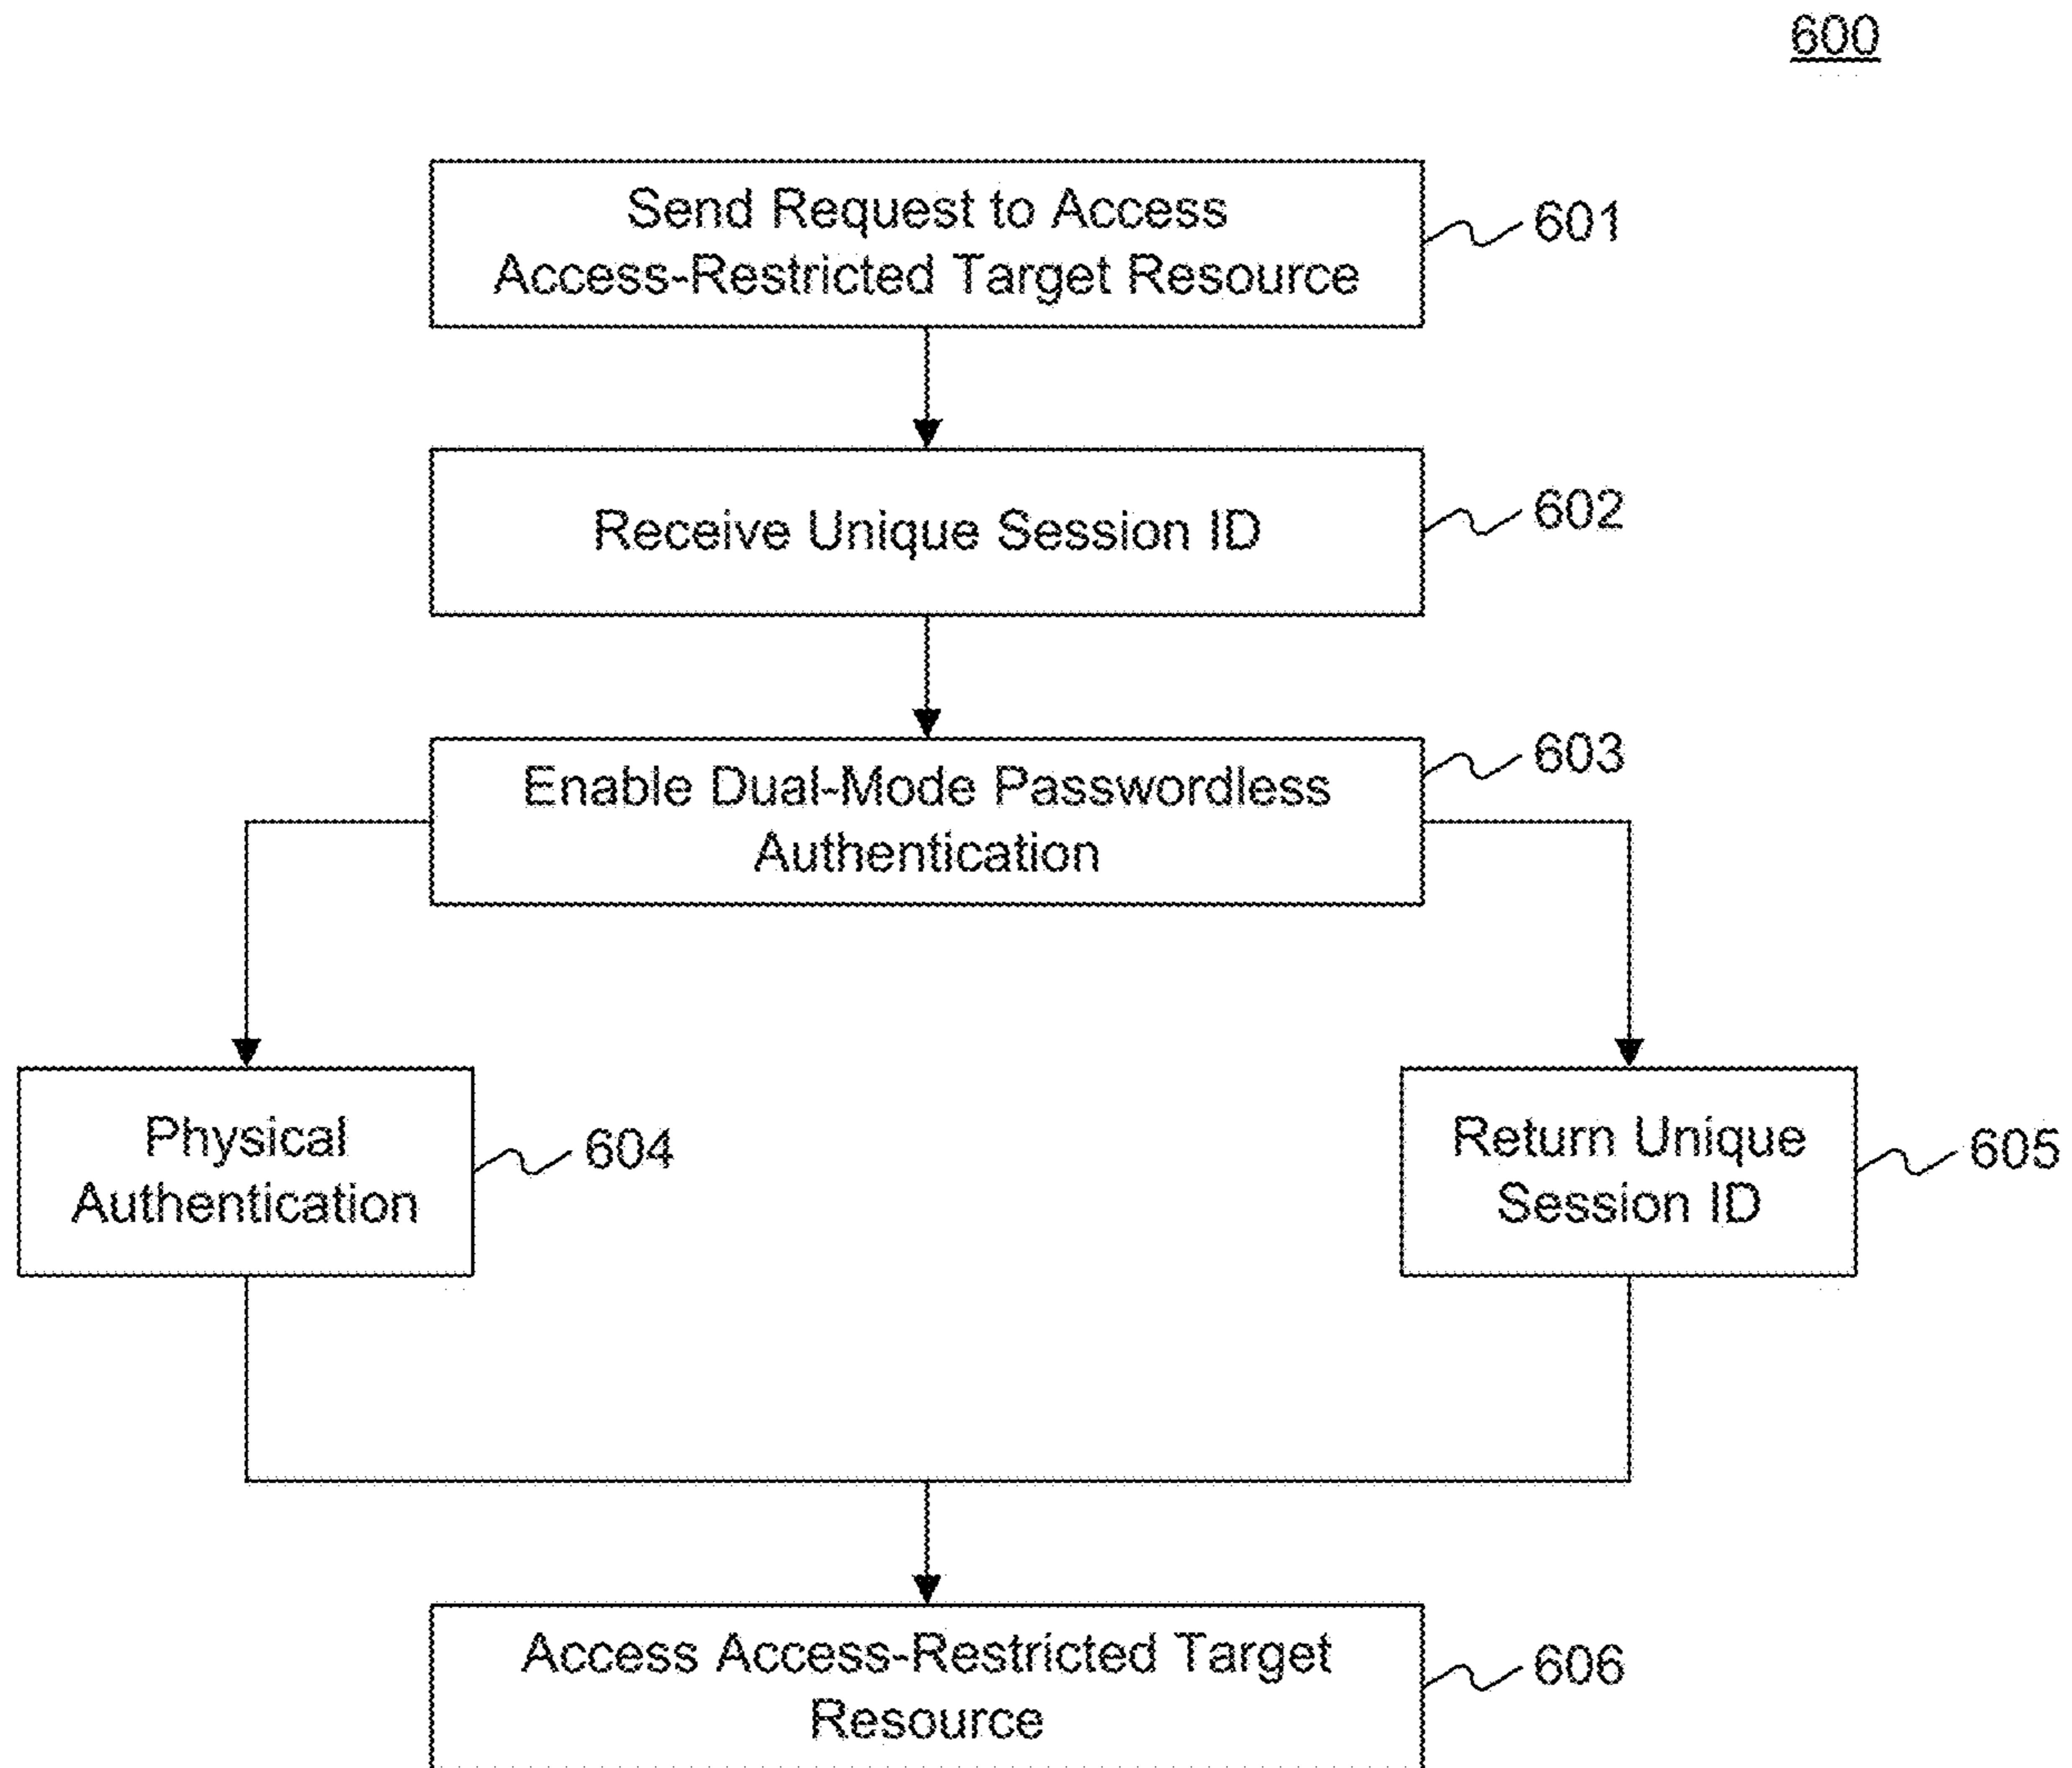 600
Send Request to Access
Access-Restricted Target Resource
601
Receive Unique Session ID
602
Enable Dual-Mode Passwordless
Authentication
603
Physical
Authentication
604
Return Unique
Session ID
605
Access Access-Restricted Target
Resource
606